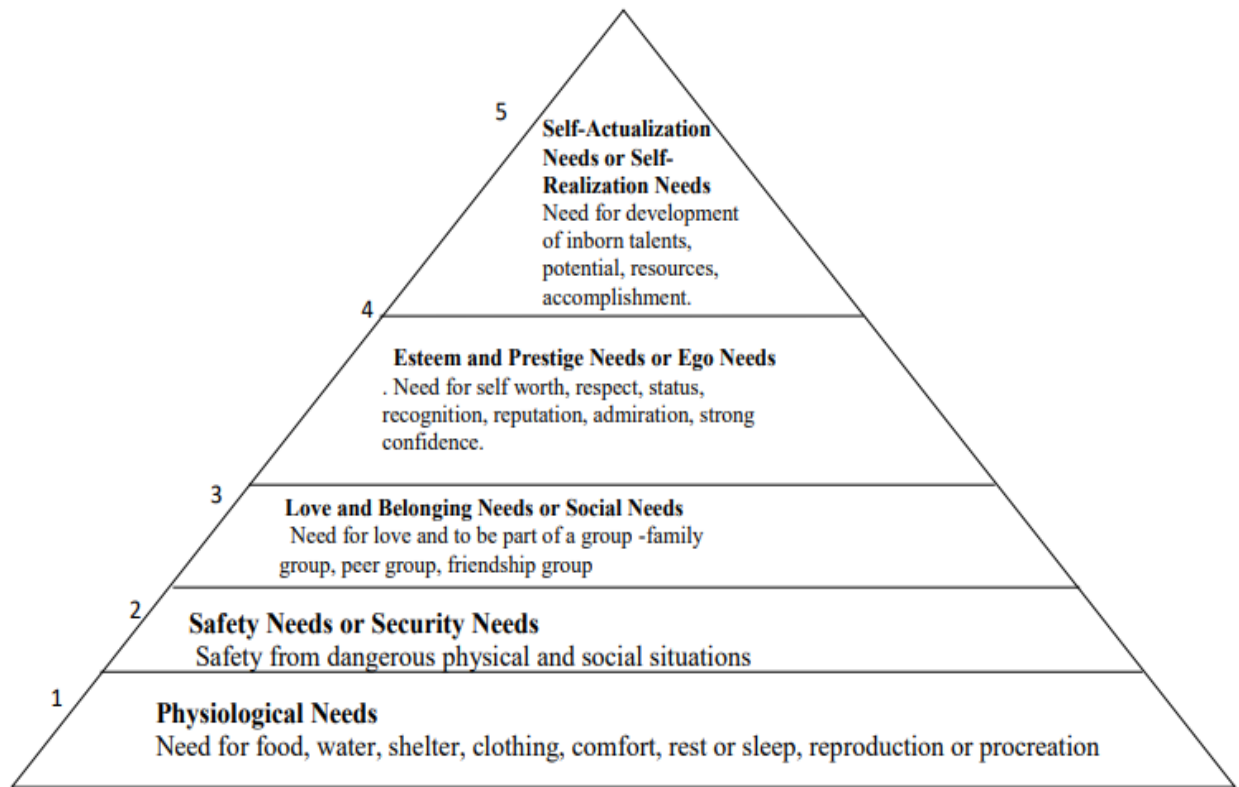 5
Self-Actualization
Needs or Self-
Realization Needs
Need for development
of inborn talents,
potential, resources,
accomplishment.
4
Esteem and Prestige Needs or Ego Needs
. Need for self worth, respect, status,
recognition, reputation, admiration, strong
confidence.
3
Love and Belonging Needs or Social Needs
Need for love and to be part of a group -family
group, peer group, friendship group
2
Safety Needs or Security Needs
Safety from dangerous physical and social situations
1
Physiological Needs
Need for food, water, shelter, clothing, comfort, rest or sleep, reproduction or procreation